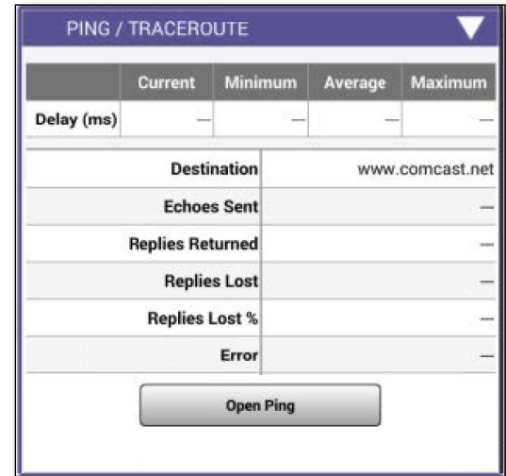 PING / TRACEROUTE
Current Minimum Average Maximum
Delay (ms) --- --- --- ---
Destination www.comcast.net
Echoes Sent ---
Replies Returned ---
Replies Lost ---
Replies Lost % ---
Error ---
Open Ping